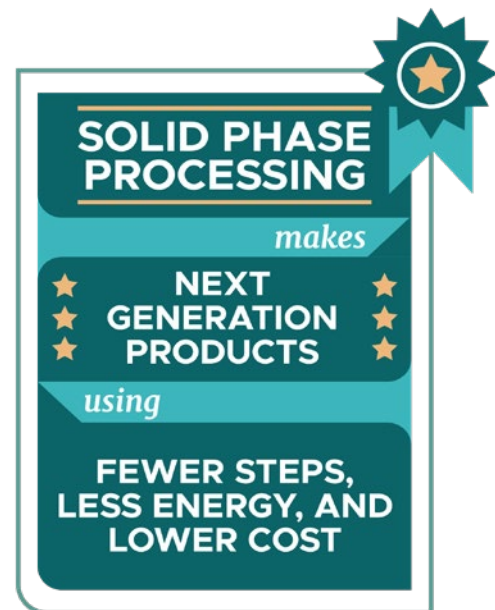 SOLID PHASE
PROCESSING
makes
NEXT
GENERATION
PRODUCTS
using
FEWER STEPS,
LESS ENERGY, AND
LOWER COST